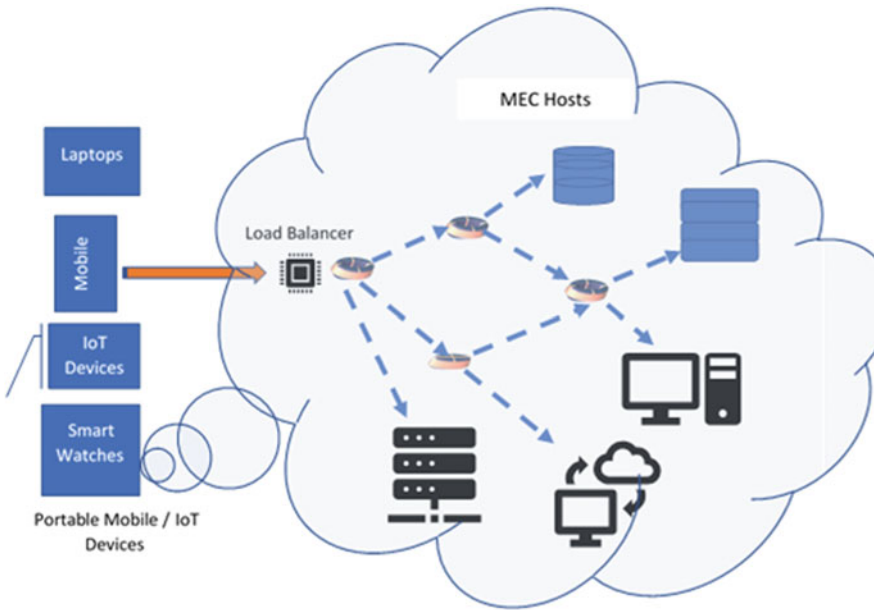 MEC Hosts
Laptops
Mobile
Load Balancer
IoT
Devices
Smart
Watches
Portable Mobile / IoT
Devices